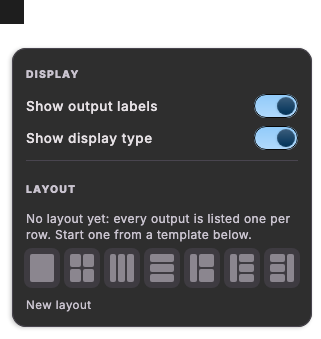 DISPLAY
Show output labels
Show display type
LAYOUT
No layout yet: every output is listed one per
row. Start one from a template below.
New layout